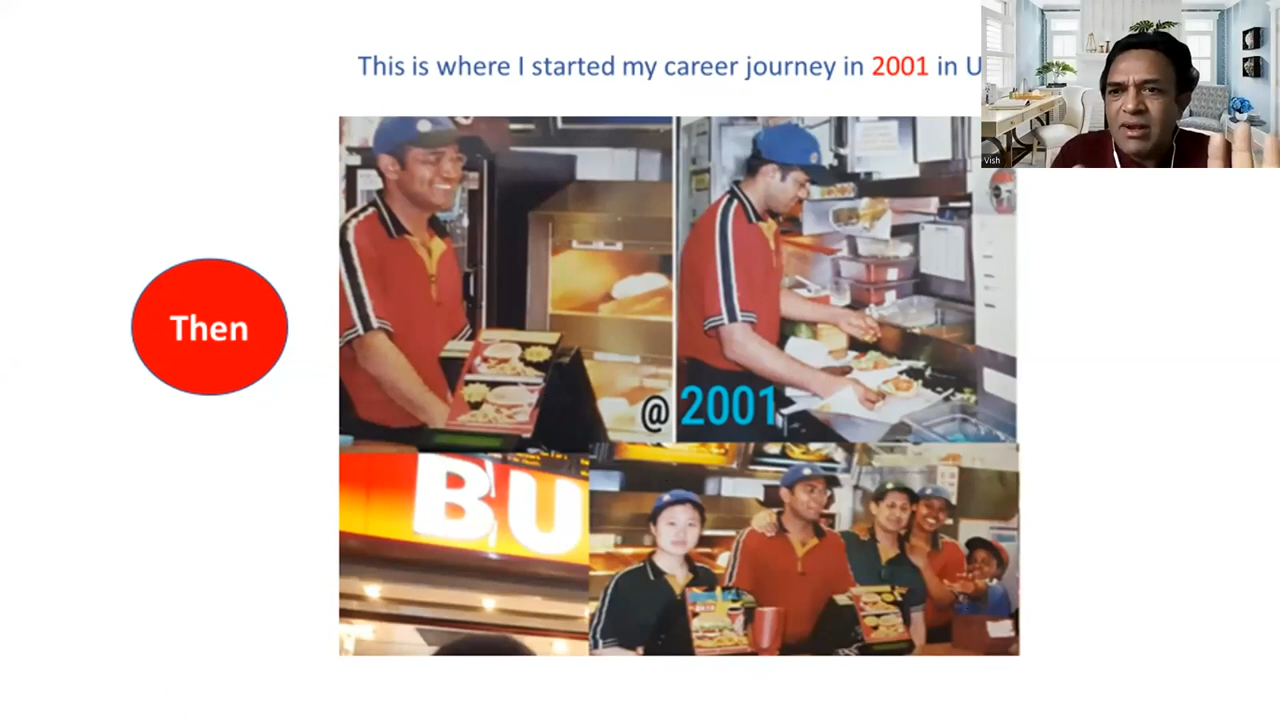 This is where I started my career journey in 2001 in U
Vish
Then
@ 2001
BU